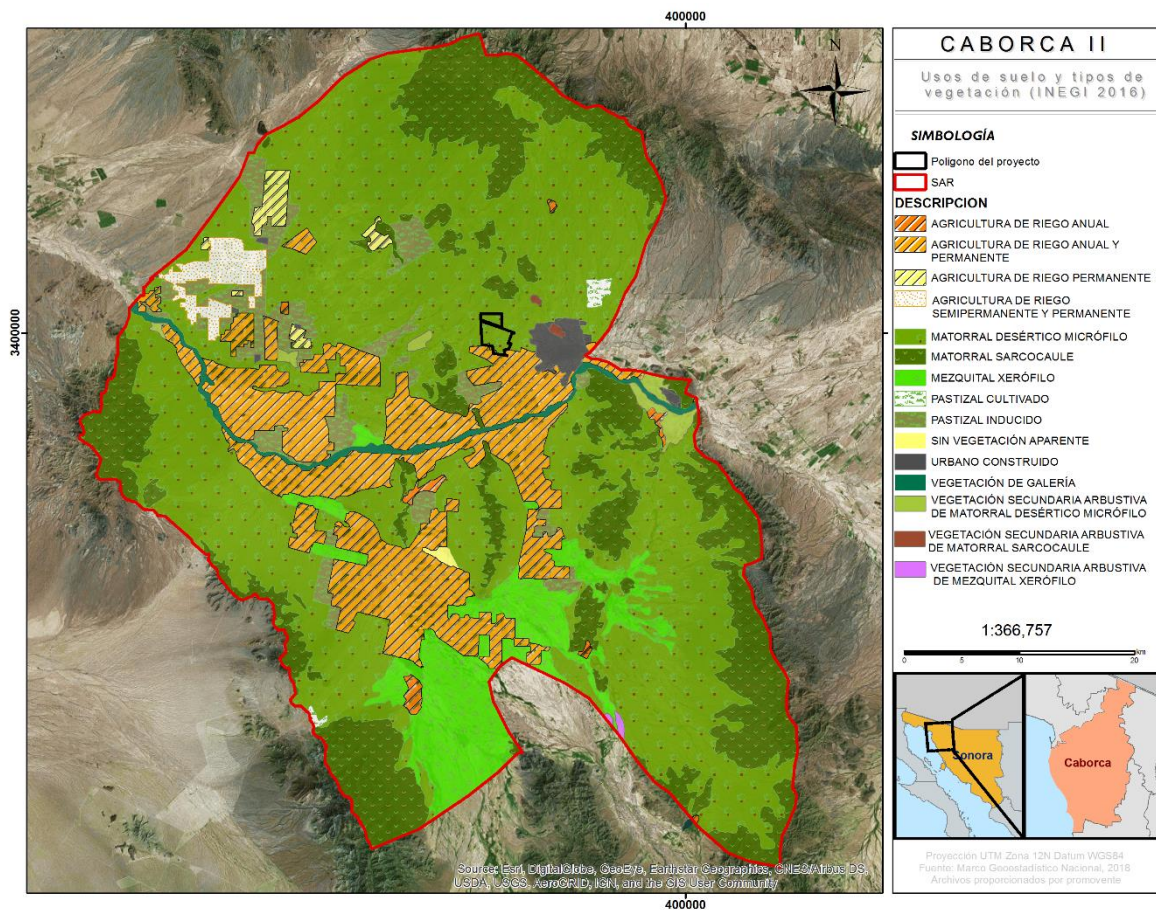 400000
3400000
N
Source: Esri, DigitalGlobe, GeoEye, Earthstar Geographics, CNES/Airbus DS,
USDA, USGS, AeroGRID, IGN, and the GIS User Community
3400000
400000
CABORCA II
Usos de suelo y tipos de
vegetación (INEGI 2016)
SIMBOLOGÍA
Poligono del proyecto
SAR
DESCRIPCION
AGRICULTURA DE RIEGO ANUAL
AGRICULTURA DE RIEGO ANUAL Y
PERMANENTE
AGRICULTURA DE RIEGO PERMANENTE
AGRICULTURA DE RIEGO
SEMIPERMANENTE Y PERMANENTE
MATORRAL DESÉRTICO MICRÓFILO
MATORRAL SARCOCAULE
MEZQUITAL XERÓFILO
PASTIZAL CULTIVADO
PASTIZAL INDUCIDO
SIN VEGETACIÓN APARENTE
URBANO CONSTRUIDO
VEGETACIÓN DE GALERÍA
VEGETACIÓN SECUNDARIA ARBUSTIVA
DE MATORRAL DESÉRTICO MICRÓFILO
VEGETACIÓN SECUNDARIA ARBUSTIVA
DE MATORRAL SARCOCAULE
VEGETACIÓN SECUNDARIA ARBUSTIVA
DE MEZQUITAL XERÓFILO
1:366,757
km
0 5 10 20
Sonora
Caborca
Proyección UTM Zona 12N Datum WGS84
Fuente: Marco Geoestadístico Nacional, 2018
Archivos proporcionados por promovente